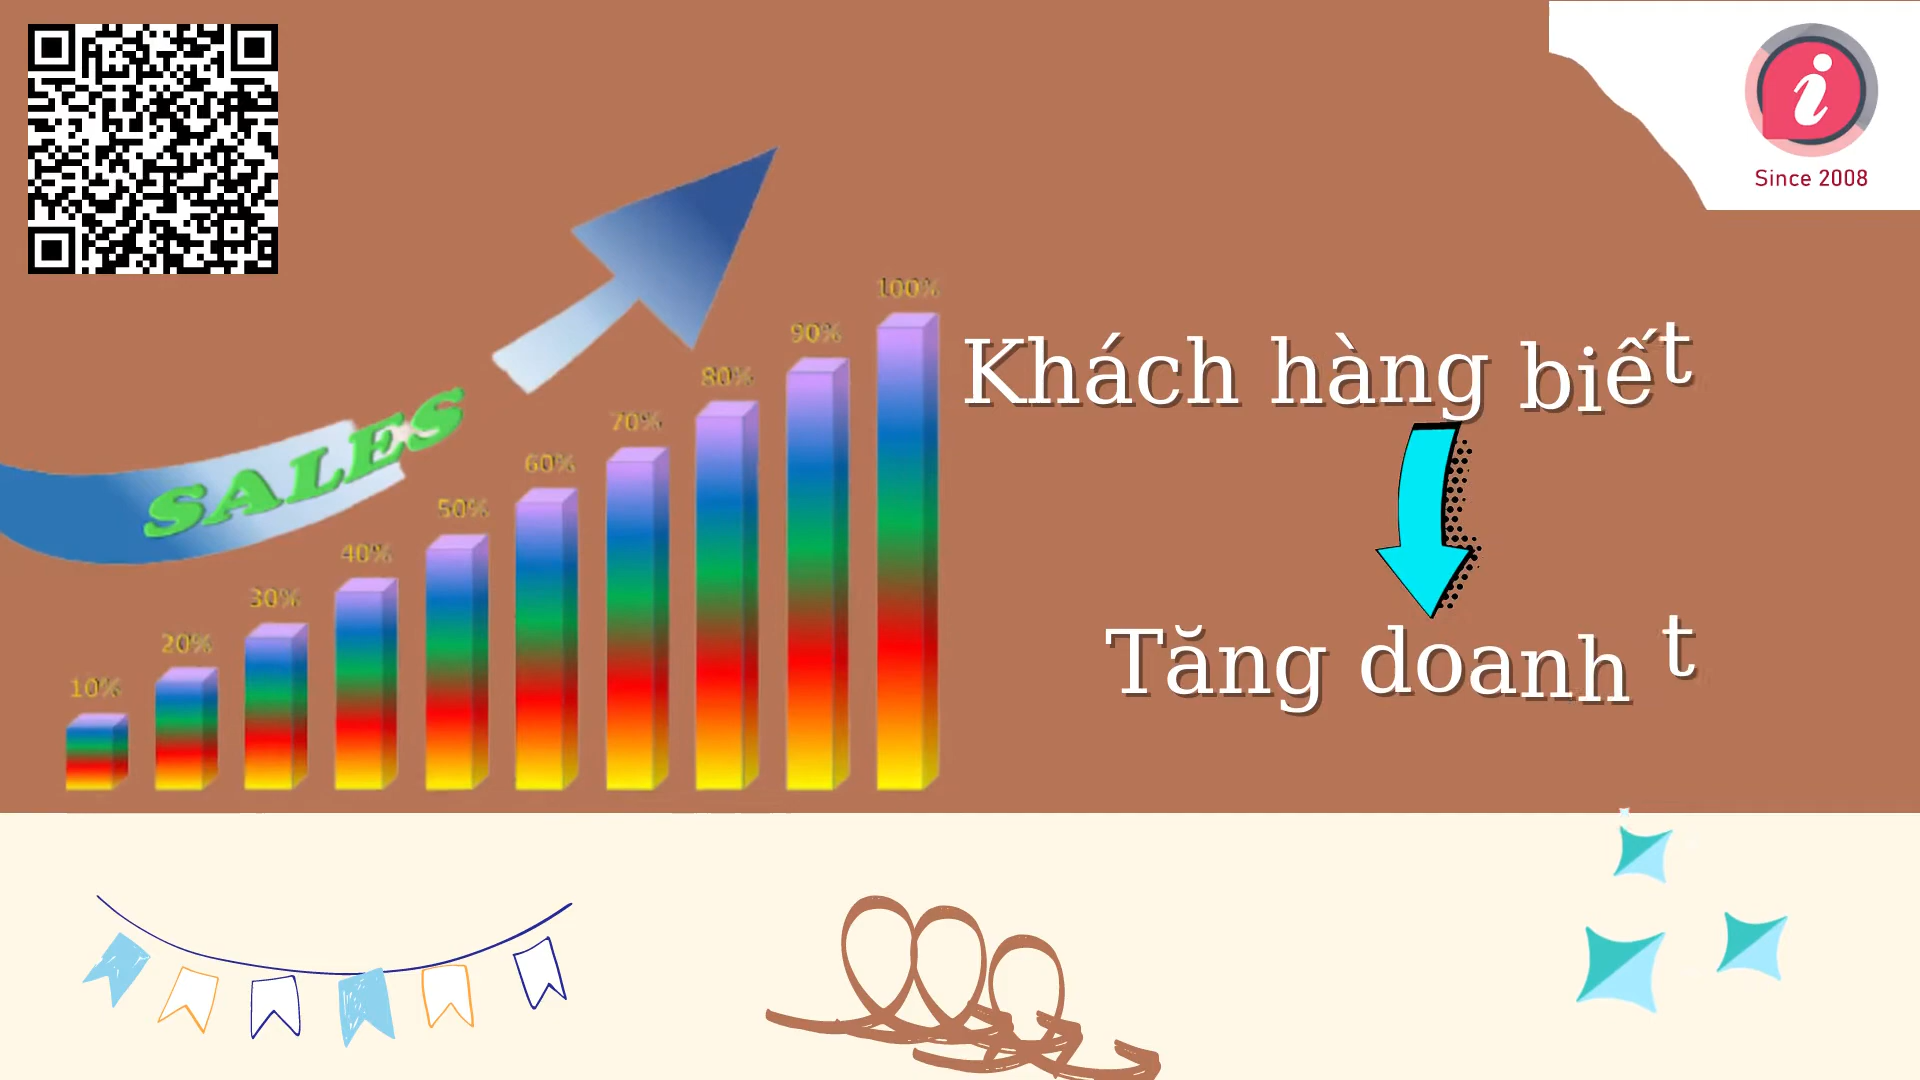 Since 2008
SALES
10%
20%
30%
40%
50%
60%
70%
80%
90%
100%
Khách hàng biết
Tăng doanh t